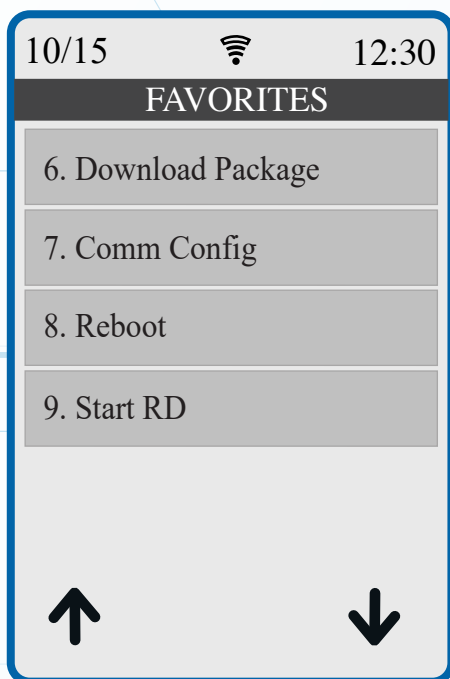 10/15 12:30
FAVORITES
6. Download Package
7. Comm Config
8. Reboot
9. Start RD